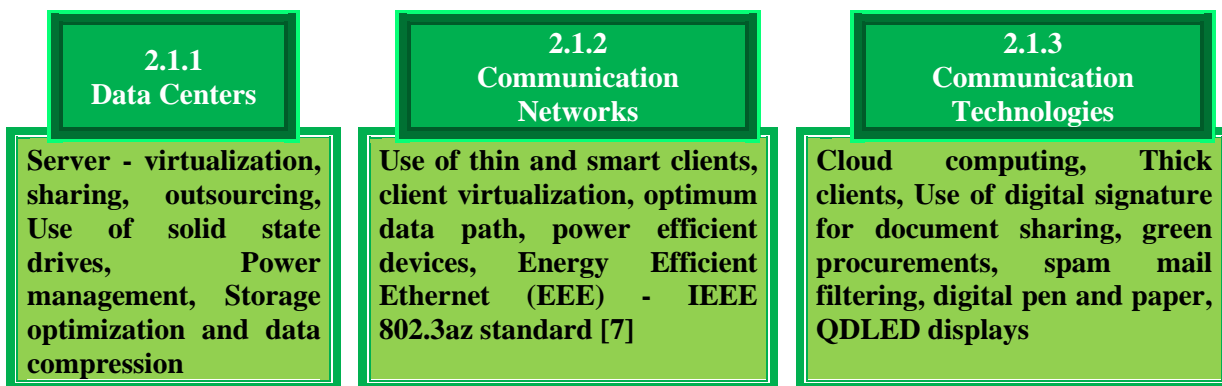 2.1.1
Data Centers
Server - virtualization,
sharing, outsourcing,
Use of solid state
drives, Power
management, Storage
optimization and data
compression
2.1.2
Communication
Networks
Use of thin and smart clients,
client virtualization, optimum
data path, power efficient
devices, Energy Efficient
Ethernet (EEE) - IEEE
802.3az standard [7]
2.1.3
Communication
Technologies
Cloud computing, Thick
clients, Use of digital signature
for document sharing, green
procurements, spam mail
filtering, digital pen and paper,
QDLED displays